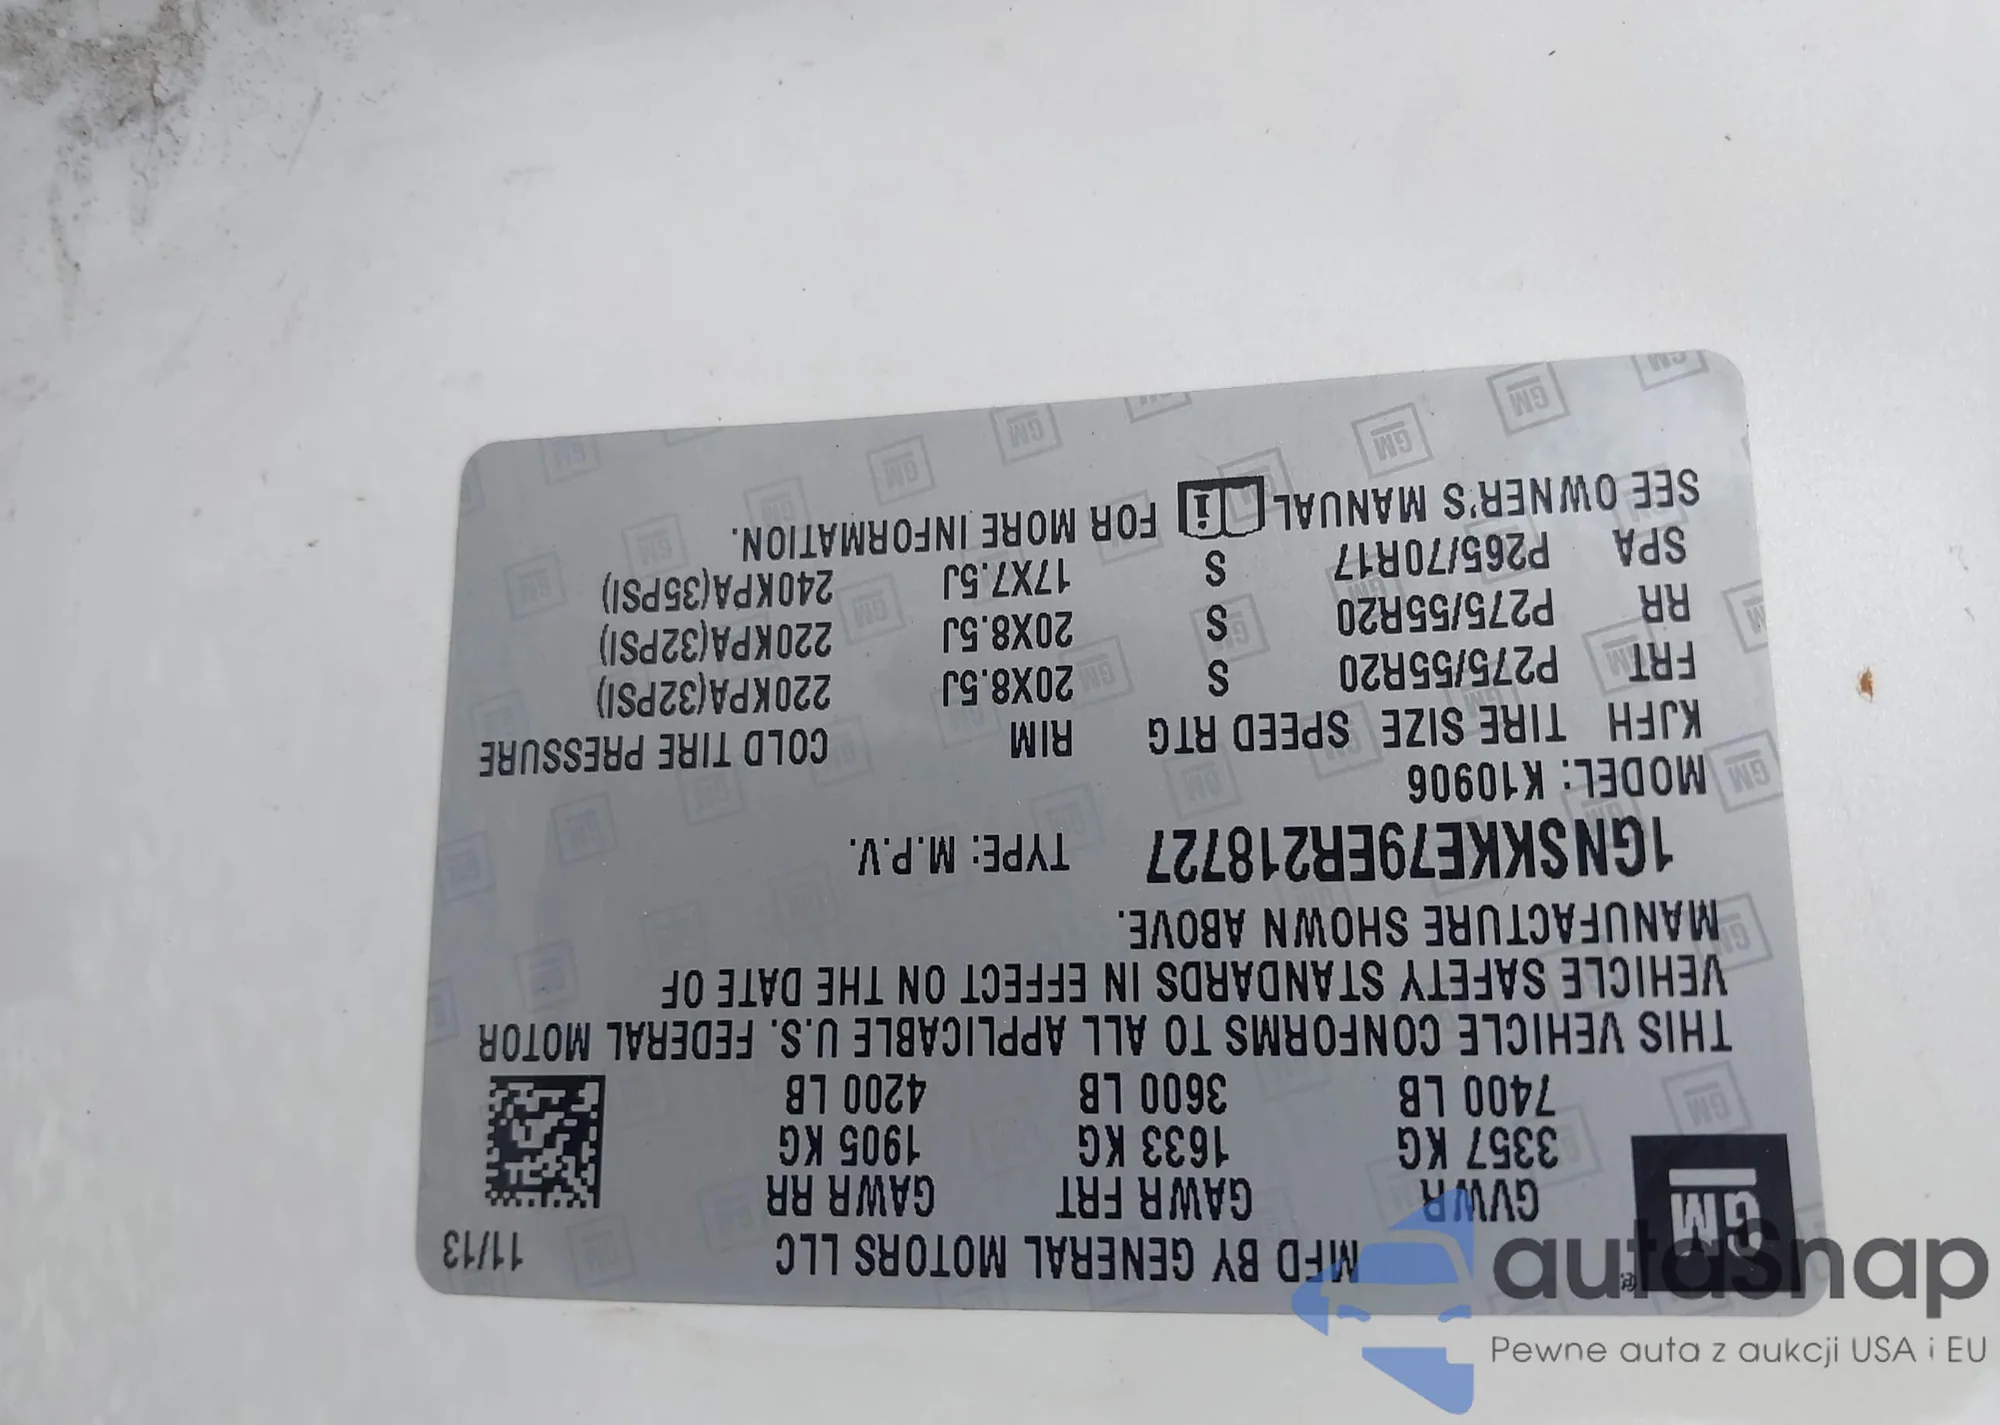 MFD BY GENERAL MOTORS LLC 11/13
GM
GVWR GAWR FRT GAWR RR
3357 KG 1633 KG 1905 KG
7400 LB 3600 LB 4200 LB
THIS VEHICLE CONFORMS TO ALL APPLICABLE U.S. FEDERAL MOTOR
VEHICLE SAFETY STANDARDS IN EFFECT ON THE DATE OF
MANUFACTURE SHOWN ABOVE.
1GNSKKE79ER218727 TYPE: M.P.V.
MODEL: K10906
KJFH TIRE SIZE SPEED RTG RIM COLD TIRE PRESSURE
FRT P275/55R20 S 20X8.5J 220KPA(32PSI)
RR P275/55R20 S 20X8.5J 220KPA(32PSI)
SPA P265/70R17 S 17X7.5J 240KPA(35PSI)
SEE OWNER'S MANUAL i FOR MORE INFORMATION.
autaSnap
Pewne auta z aukcji USA i EU